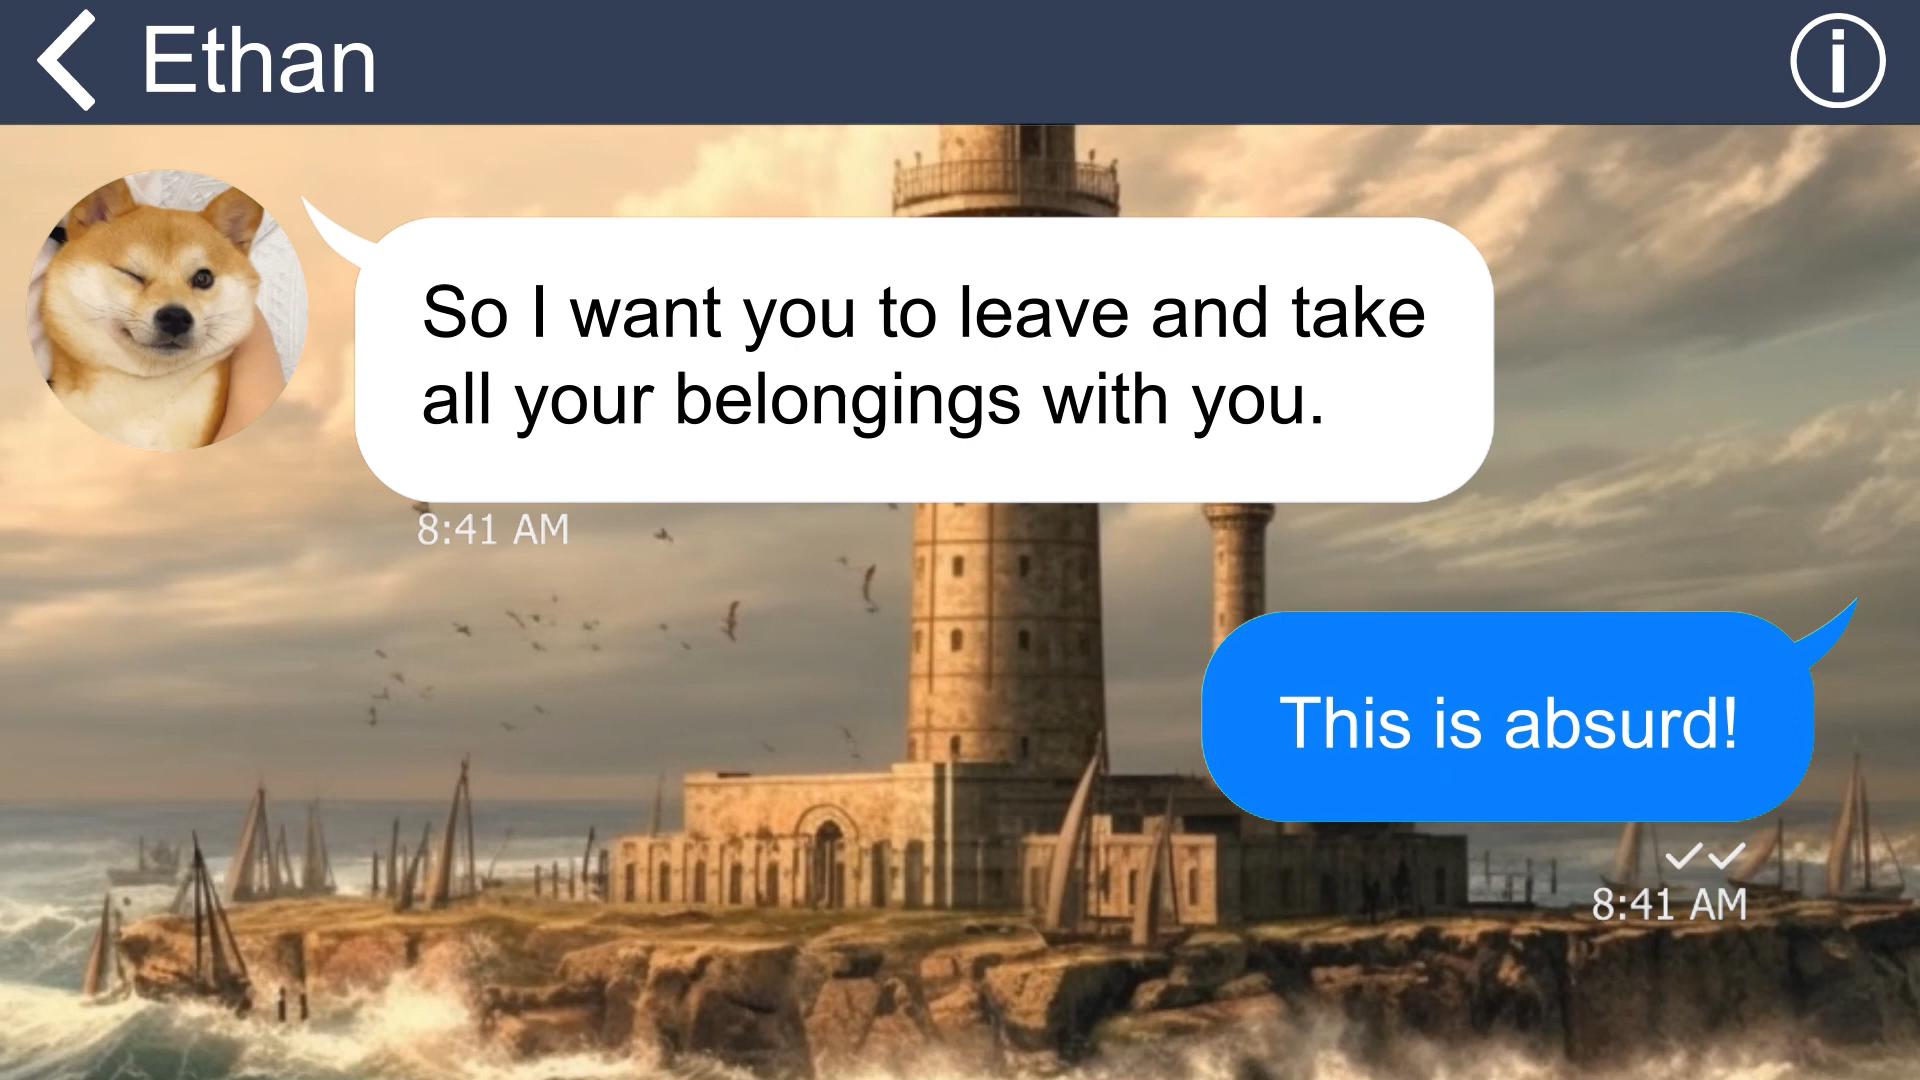 Ethan
So I want you to leave and take
all your belongings with you.
8:41 AM
This is absurd!
8:41 AM